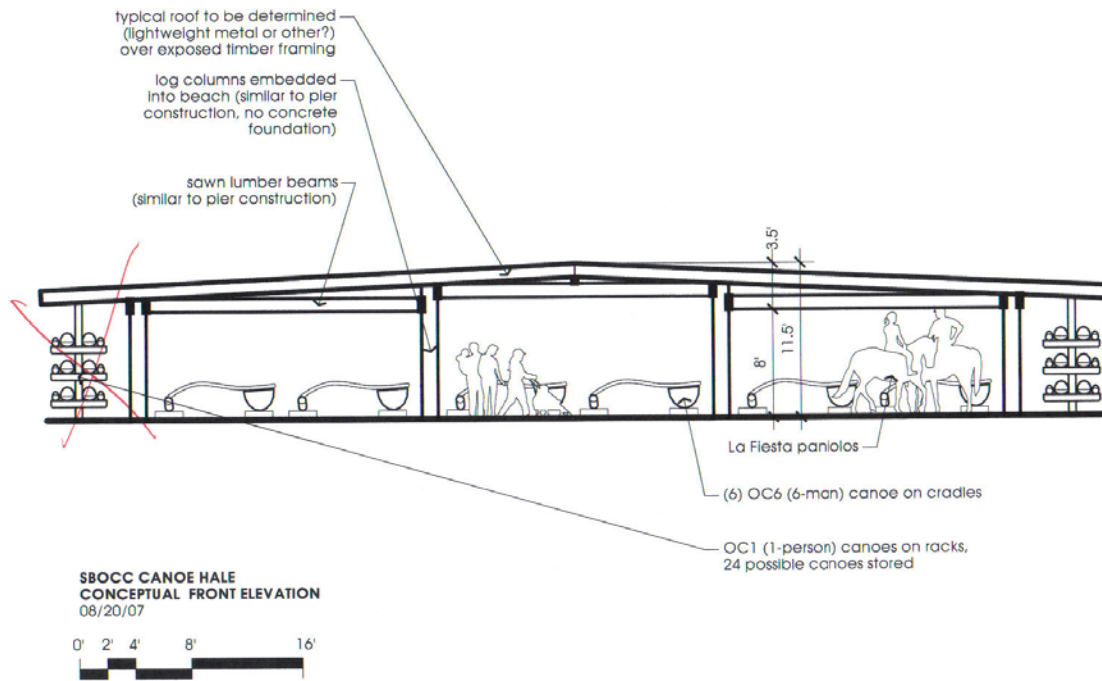 typical roof to be determined
(lightweight metal or other?)
over exposed timber framing
log columns embedded
into beach (similar to pier
construction, no concrete
foundation)
sawn lumber beams
(similar to pier construction)
3.5'
8'
11.5'
La Fiesta paniolos
(6) OC6 (6-man) canoe on cradles
OC1 (1-person) canoes on racks,
24 possible canoes stored
SBOCC CANOE HALE
CONCEPTUAL FRONT ELEVATION
08/20/07
0' 2' 4' 8' 16'